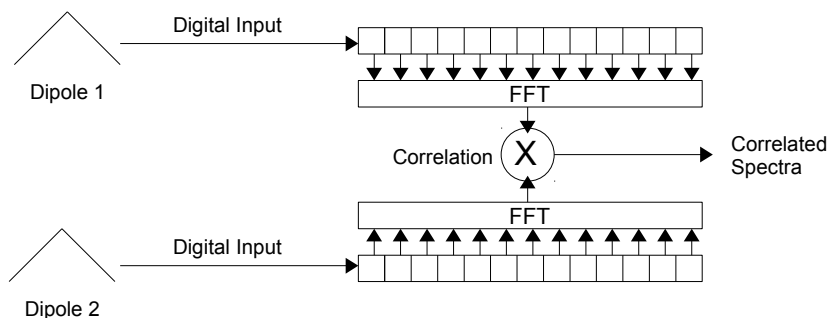 Digital Input
Dipole 1
FFT
Correlation
X
Correlated
Spectra
FFT
Digital Input
Dipole 2